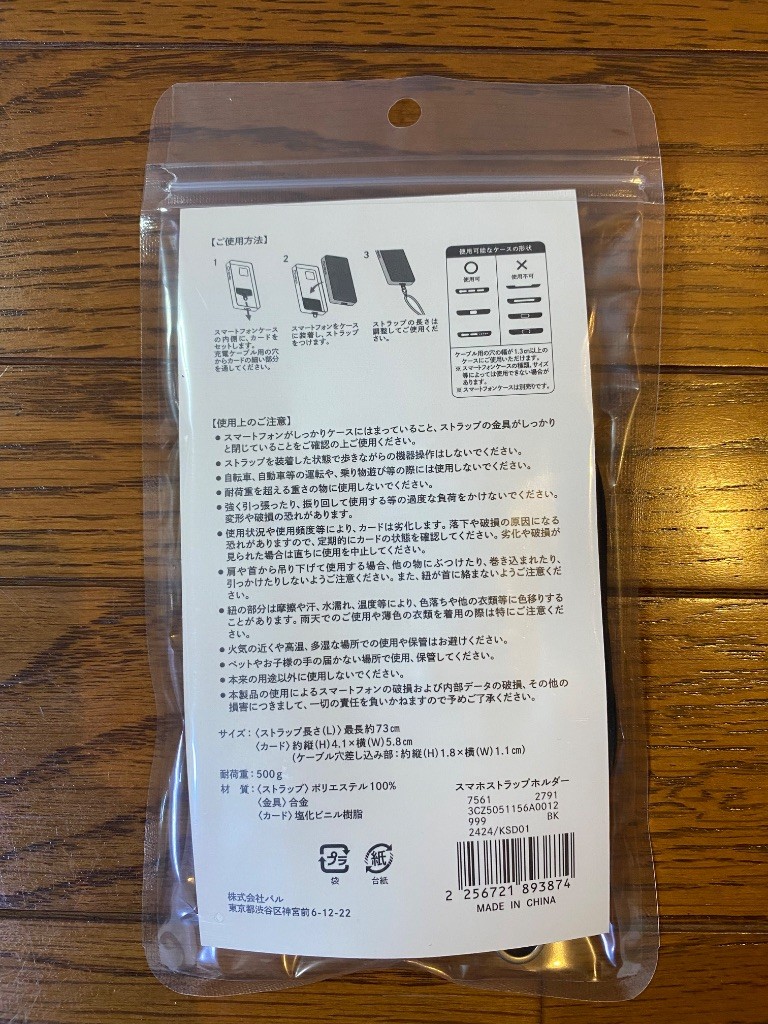 【ご使用方法】
1
スマートフォンケース
の内側に、カードを
セットします。
充電ケーブル用の穴
からカードの細い部分
を通してください。
2
スマートフォンをケース
に装着し、ストラップ
をつけます。
3
ストラップの長さは
調整してご使用くだ
さい。
使用可能なケースの形状
使用可
使用不可
ケーブル用の穴の幅が1.3cm以上の
ケースにご使用いただけます。
※スマートフォンケースの種類、サイズ
等によっては使用できない場合が
あります。
※スマートフォンケースは別売りです。
【使用上のご注意】
●スマートフォンがしっかりケースにはまっていること、ストラップの金具がしっかり
と閉じていることをご確認の上ご使用ください。
●ストラップを装着した状態で歩きながらの機器操作はしないでください。
●自転車、自動車等の運転や、乗り物遊び等の際には使用しないでください。
●耐荷重を超える重さの物に使用しないでください。
●強く引っ張ったり、振り回して使用する等の過度な負荷をかけないでください。
変形や破損の恐れがあります。
●使用状況や使用頻度等により、カードは劣化します。落下や破損の原因になる
恐れがありますので、定期的にカードの状態を確認してください。劣化や破損が
見られた場合は直ちに使用を中止してください。
●肩や首から吊り下げて使用する場合、他の物にぶつけたり、巻き込まれたり、
引っかけたりしないようご注意ください。また、紐が首に絡まないようご注意くだ
さい。
●紐の部分は摩擦や汗、水濡れ、温度等により、色落ちや他の衣類等に色移りする
ことがあります。雨天でのご使用や薄色の衣類を着用の際は特にご注意くだ
さい。
●火気の近くや高温、多湿な場所での使用や保管はお避けください。
●ペットやお子様の手の届かない場所で使用、保管してください。
●本来の用途以外に使用しないでください。
●本製品の使用によるスマートフォンの破損および内部データの破損、その他の
損害につきまして、一切の責任を負いかねますので予めご了承ください。
サイズ:〈ストラップ長さ(L)〉最長約73cm
〈カード〉約縦(H)4.1×横(W)5.8cm
(ケーブル穴差し込み部:約縦(H)1.8×横(W)1.1cm)
耐荷重:500g
材 質:〈ストラップ〉ポリエステル100%
〈金具〉合金
〈カード〉塩化ビニル樹脂
スマホストラップホルダー
7561 2791
3CZ5051156A0012
999 BK
2424/KSD01
プラ
袋
紙
台紙
2 256721 893874
MADE IN CHINA
株式会社パル
東京都渋谷区神宮前6-12-22